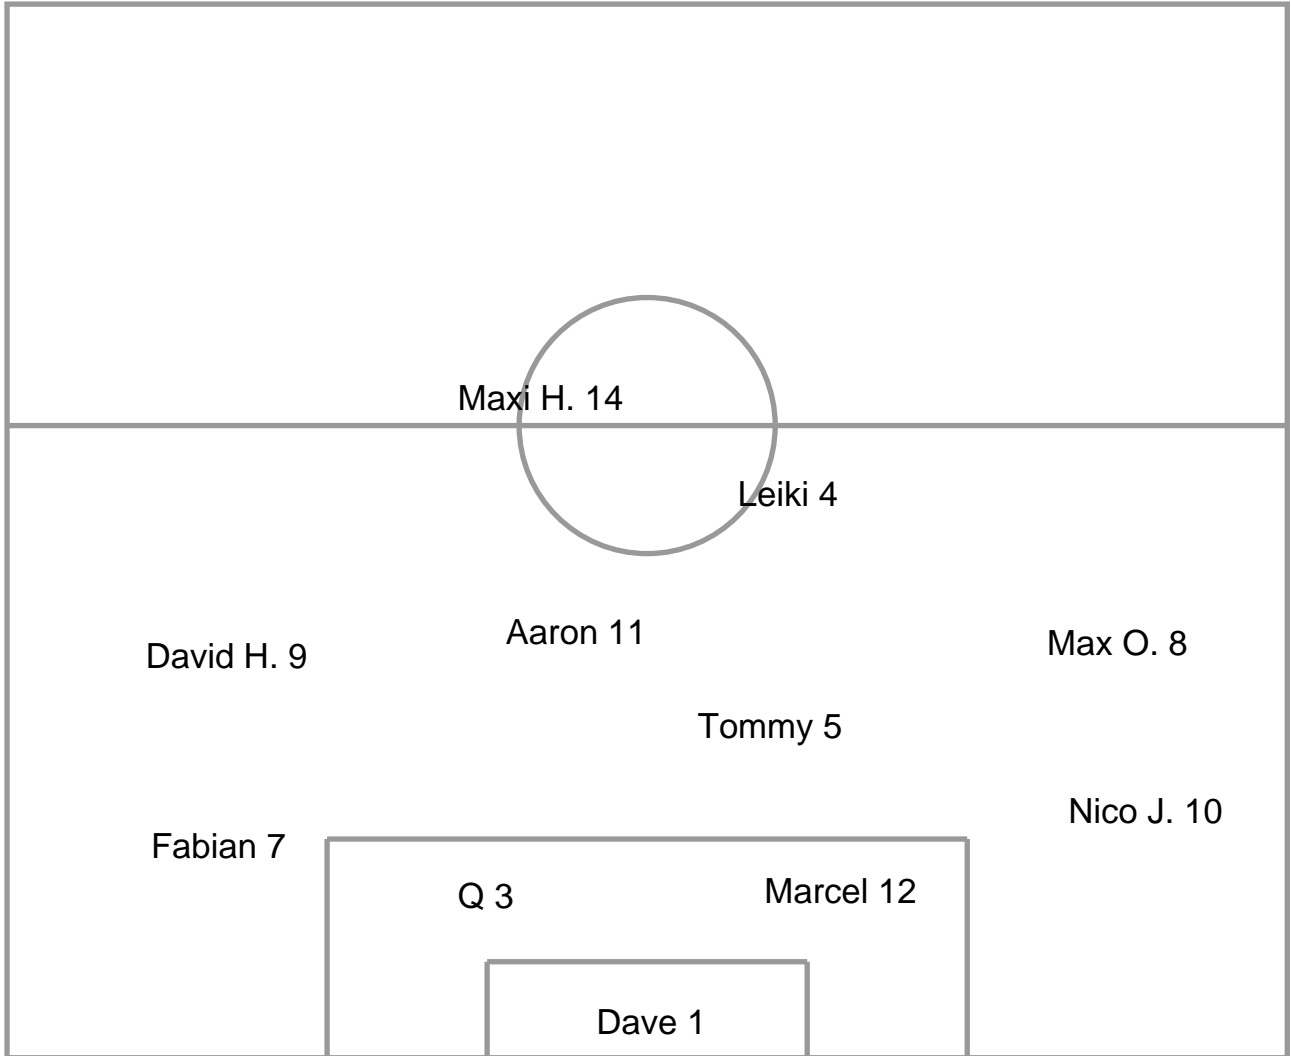 Maxi H. 14
Leiki 4
Aaron 11
David H. 9
Max O. 8
Tommy 5
Nico J. 10
Fabian 7
Q 3
Marcel 12
Dave 1